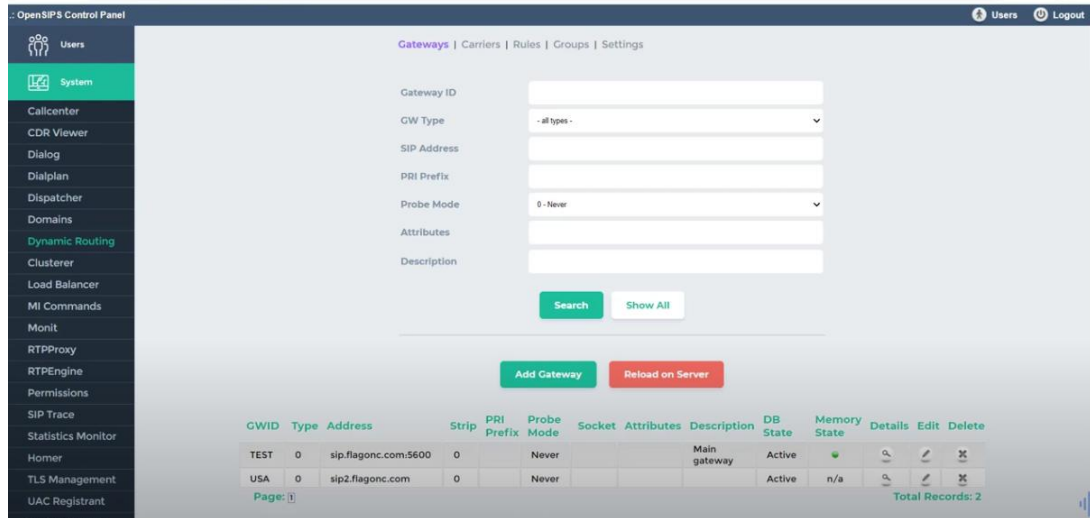 .: OpenSIPS Control Panel
Users
Logout
Users
System
Callcenter
CDR Viewer
Dialog
Dialplan
Dispatcher
Domains
Dynamic Routing
Clusterer
Load Balancer
MI Commands
Monit
RTPProxy
RTPEngine
Permissions
SIP Trace
Statistics Monitor
Homer
TLS Management
UAC Registrant
Gateways | Carriers | Rules | Groups | Settings
Gateway ID
GW Type - all types -
SIP Address
PRI Prefix
Probe Mode 0 - Never
Attributes
Description
Search Show All
Add Gateway Reload on Server
GWID Type Address Strip PRI Prefix Probe Mode Socket Attributes Description DB State Memory State Details Edit Delete
TEST 0 sip.flagonc.com:5600 0 Never Main gateway Active
USA 0 sip2.flagonc.com 0 Never Active n/a
Page: 1 Total Records: 2